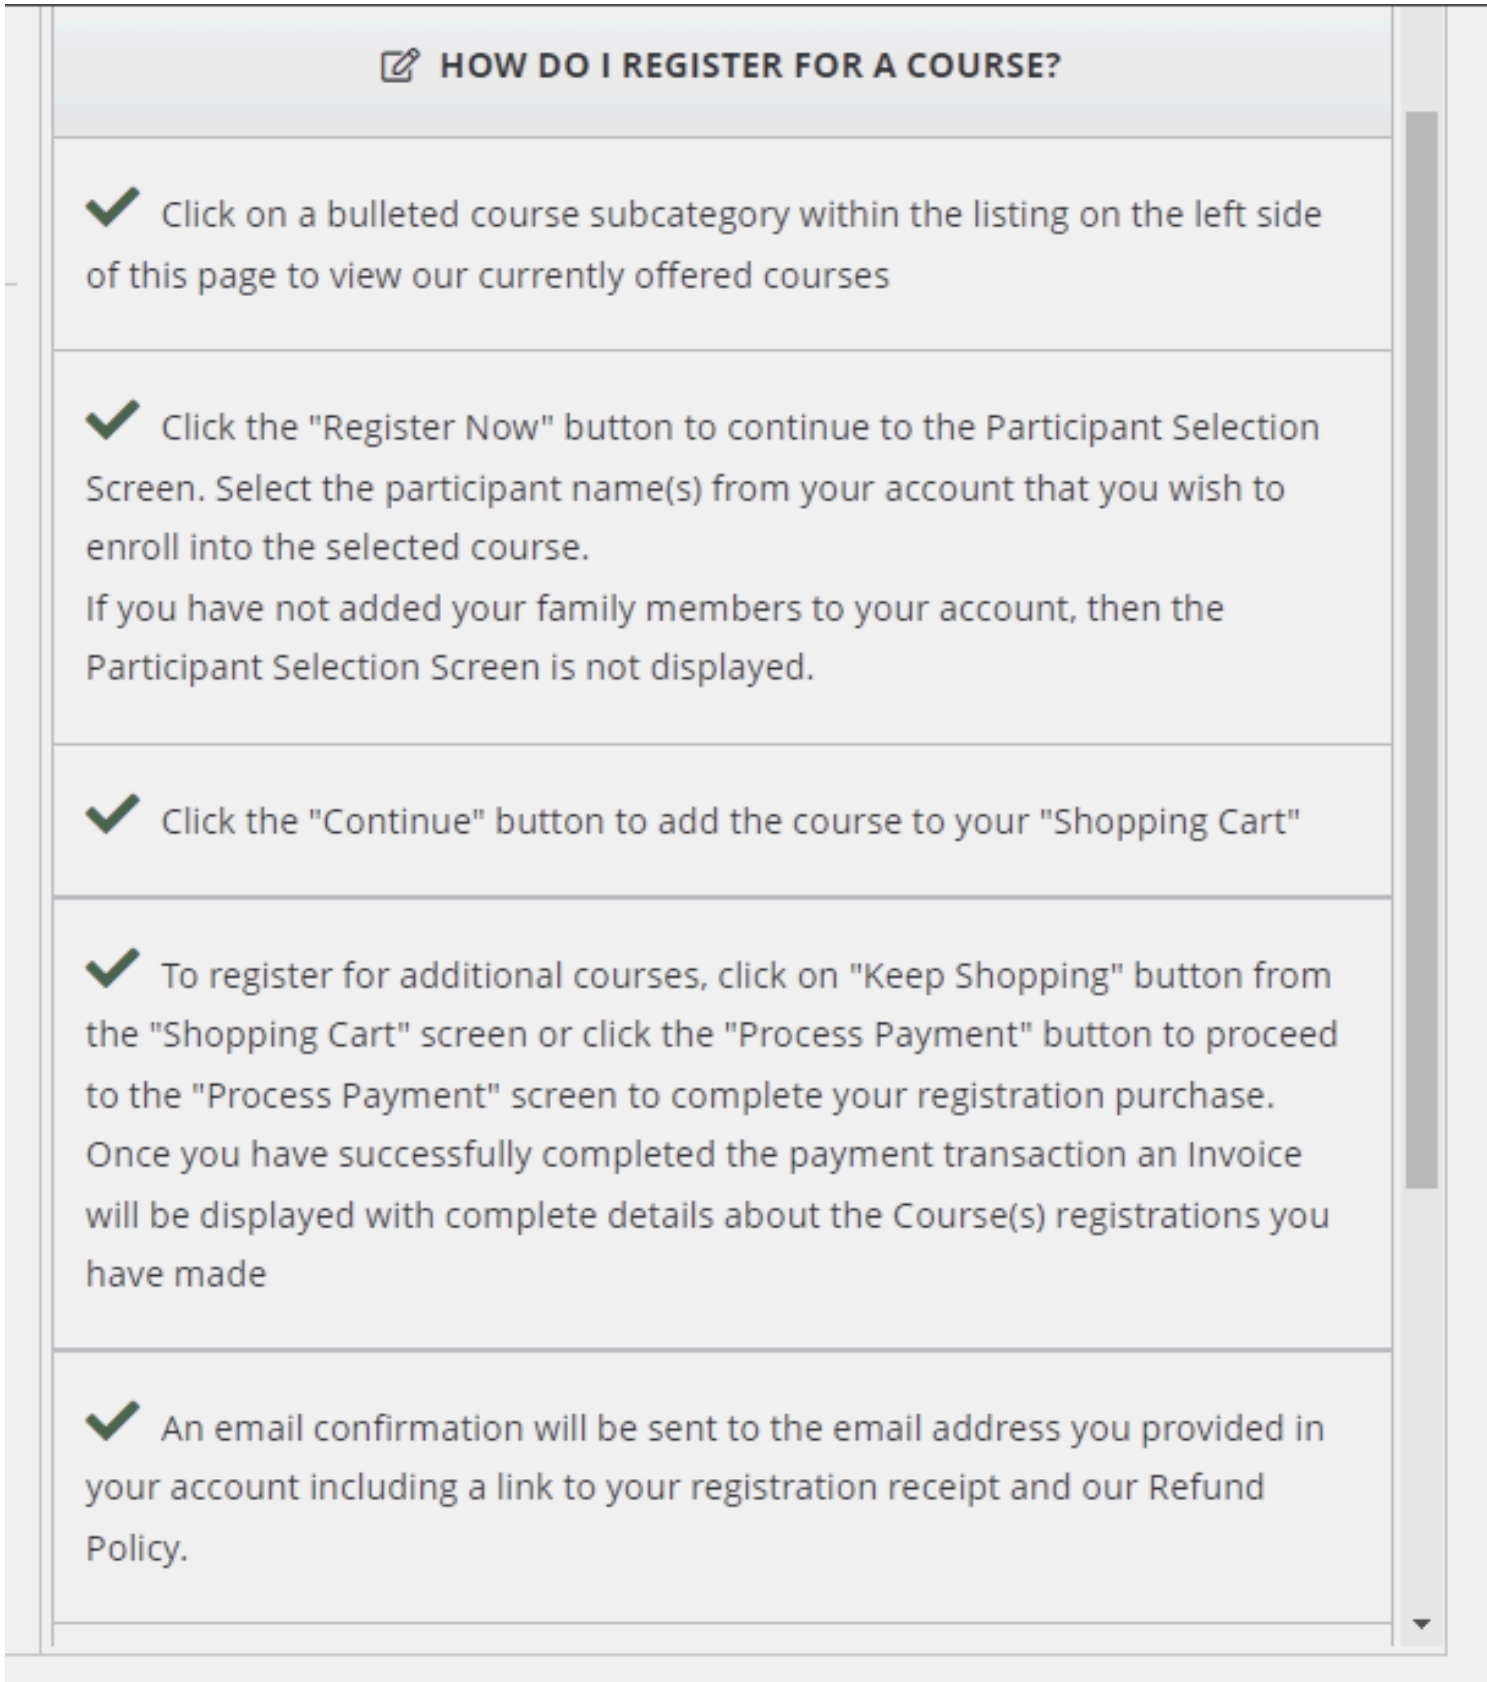 HOW DO I REGISTER FOR A COURSE?
Click on a bulleted course subcategory within the listing on the left side
of this page to view our currently offered courses
Click the "Register Now" button to continue to the Participant Selection
Screen. Select the participant name(s) from your account that you wish to
enroll into the selected course.
If you have not added your family members to your account, then the
Participant Selection Screen is not displayed.
Click the "Continue" button to add the course to your "Shopping Cart"
To register for additional courses, click on "Keep Shopping" button from
the "Shopping Cart" screen or click the "Process Payment" button to proceed
to the "Process Payment" screen to complete your registration purchase.
Once you have successfully completed the payment transaction an Invoice
will be displayed with complete details about the Course(s) registrations you
have made
An email confirmation will be sent to the email address you provided in
your account including a link to your registration receipt and our Refund
Policy.